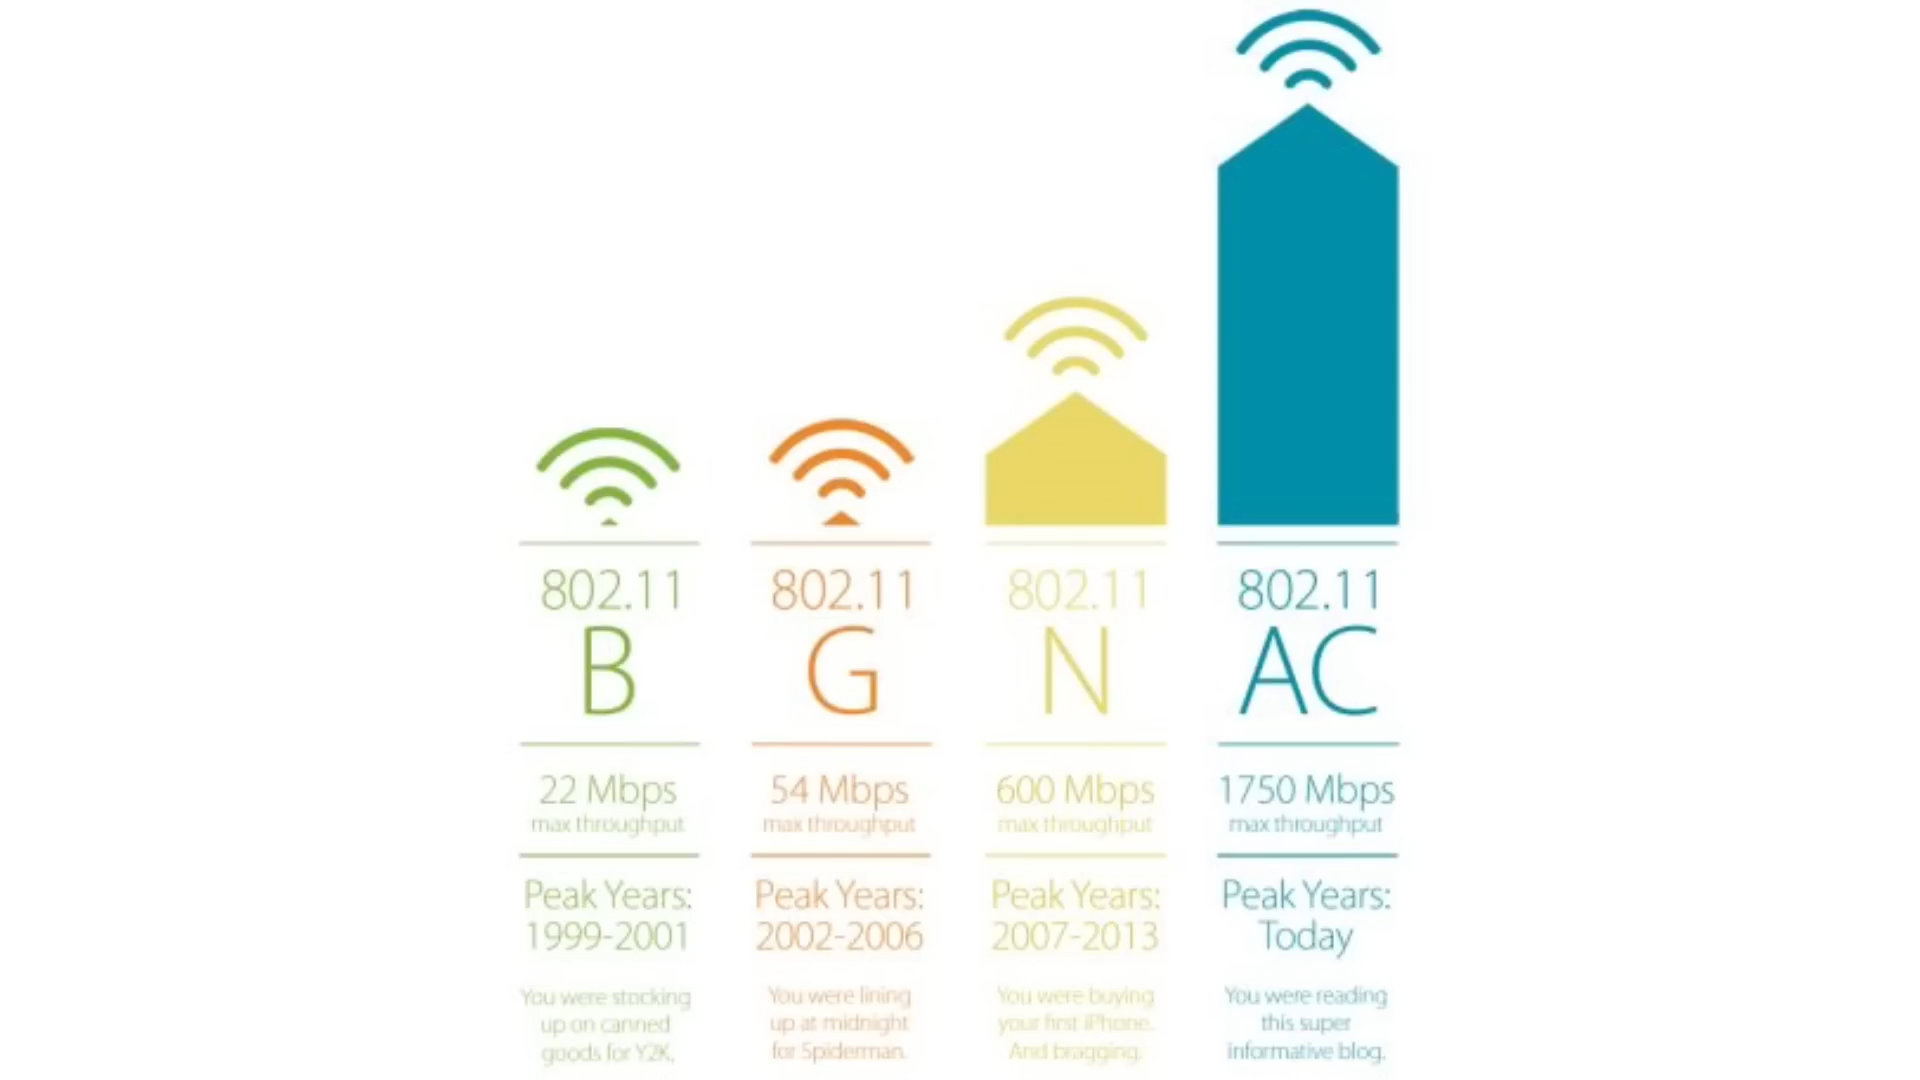 802.11
B
22 Mbps
max throughput
Peak Years:
1999-2001
You were stocking
up on canned
goods for Y2K.
802.11
G
54 Mbps
max throughput
Peak Years:
2002-2006
You were lining
up at midnight
for Spiderman.
802.11
N
600 Mbps
max throughput
Peak Years:
2007-2013
You were buying
your first iPhone.
And bragging.
802.11
AC
1750 Mbps
max throughput
Peak Years:
Today
You were reading
this super
informative blog.